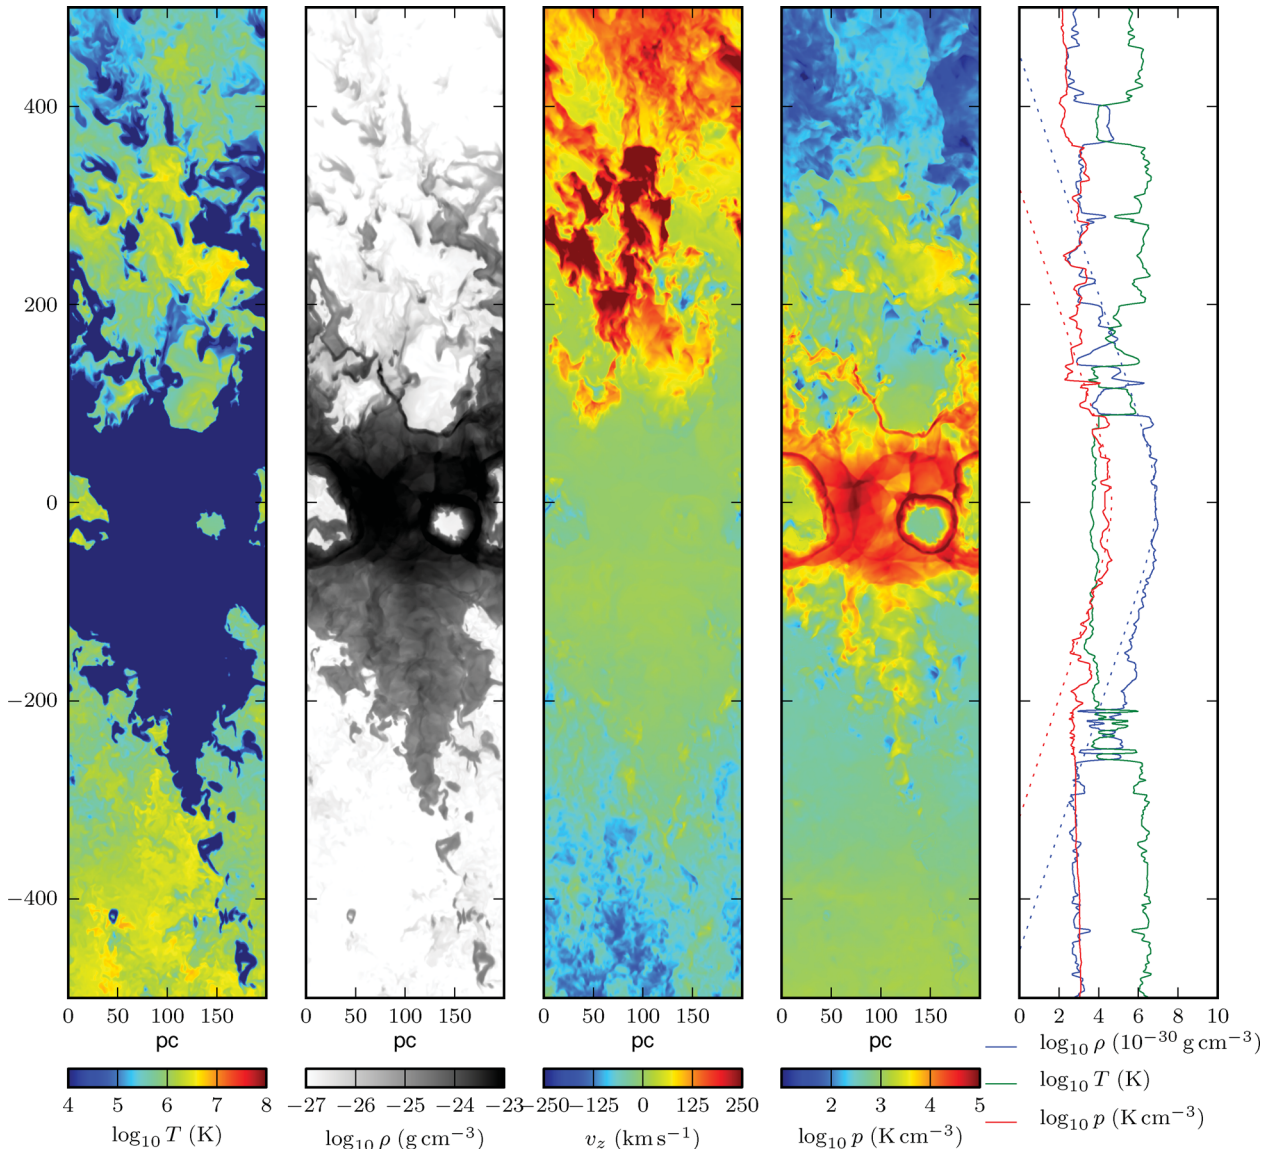 400
200
0
−200
−400
0 50 100 150 0 50 100 150 0 50 100 150 0 50 100 150 0 2 4 6 8 10
pc pc pc pc
log₁₀ ρ (10⁻³⁰ g cm⁻³)
log₁₀ T (K)
log₁₀ p (K cm⁻³)
4 5 6 7 8 −27 −26 −25 −24 −23 −250 −125 0 125 250 2 3 4 5
log₁₀ T (K) log₁₀ ρ (g cm⁻³) v_z (km s⁻¹) log₁₀ p (K cm⁻³)